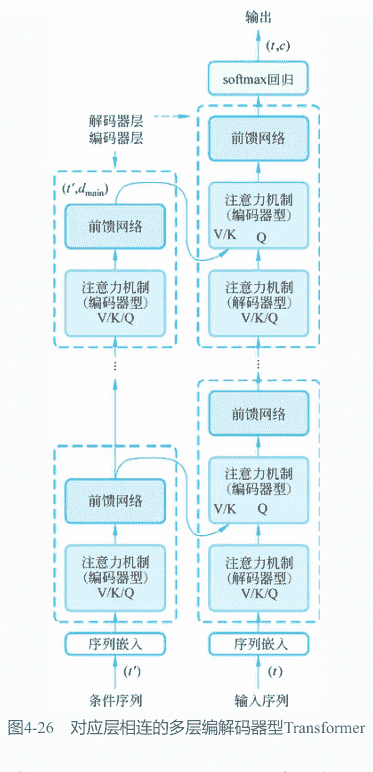 输出
(t,c)
softmax回归
解码器层
编码器层
前馈网络
(t′,d_main)
前馈网络
注意力机制
(编码器型)
V/K Q
注意力机制
(编码器型)
V/K/Q
注意力机制
(解码器型)
V/K/Q
...
...
前馈网络
前馈网络
注意力机制
(编码器型)
V/K Q
注意力机制
(编码器型)
V/K/Q
注意力机制
(解码器型)
V/K/Q
序列嵌入
序列嵌入
(t′)
(t)
条件序列
输入序列
图4-26 对应层相连的多层编解码器型Transformer